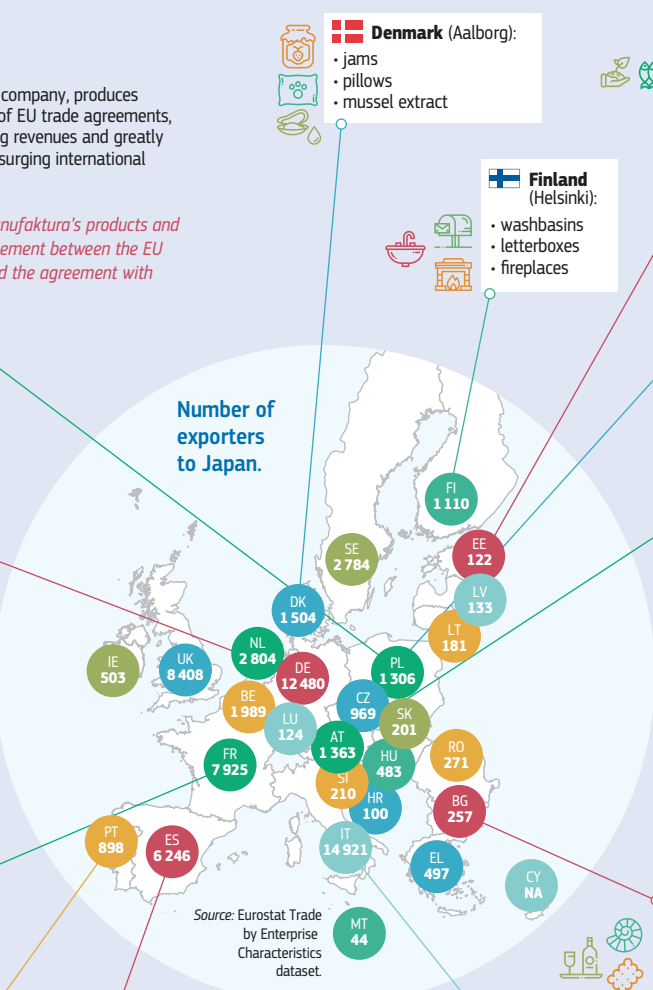 Denmark (Aalborg):
• jams
• pillows
• mussel extract
company, produces
of EU trade agreements,
g revenues and greatly
surging international
nufaktura's products and
ement between the EU
d the agreement with
Finland
(Helsinki):
• washbasins
• letterboxes
• fireplaces
Number of
exporters
to Japan.
FI
1 110
SE
2 784
EE
122
LV
133
LT
181
DK
1 504
NL
2 804
IE
503
UK
8 408
DE
12 480
PL
1 306
BE
1 989
CZ
969
LU
124
SK
201
AT
1 363
FR
7 925
HU
483
RO
271
SI
210
HR
100
BG
257
PT
898
ES
6 246
IT
14 921
EL
497
CY
NA
MT
44
Source: Eurostat Trade
by Enterprise
Characteristics
dataset.